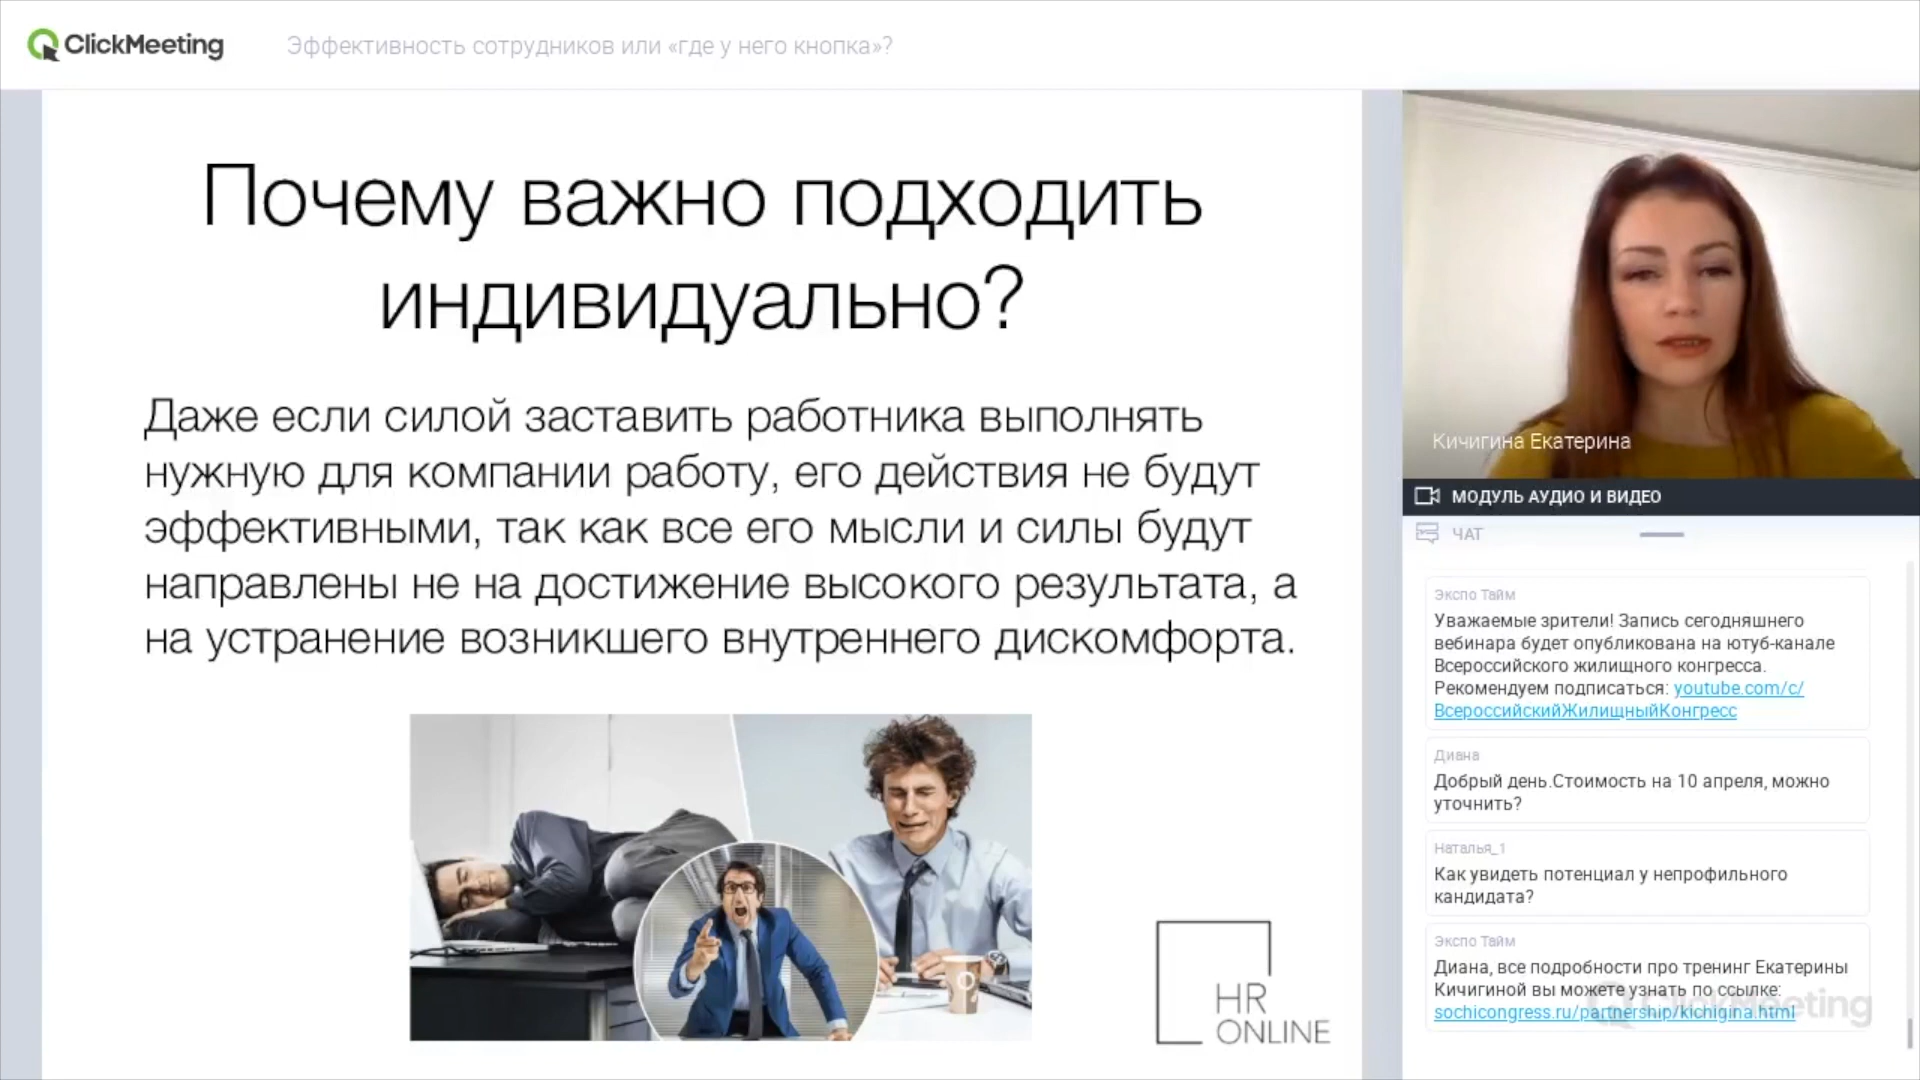 ClickMeeting
Эффективность сотрудников или «где у него кнопка»?
Почему важно подходить
индивидуально?
Даже если силой заставить работника выполнять
нужную для компании работу, его действия не будут
эффективными, так как все его мысли и силы будут
направлены не на достижение высокого результата, а
на устранение возникшего внутреннего дискомфорта.
HR
ONLINE
Кичигина Екатерина
МОДУЛЬ АУДИО И ВИДЕО
ЧАТ
Экспо Тайм
Уважаемые зрители! Запись сегодняшнего
вебинара будет опубликована на ютуб-канале
Всероссийского жилищного конгресса.
Рекомендуем подписаться: youtube.com/c/
ВсероссийскийЖилищныйКонгресс
Диана
Добрый день.Стоимость на 10 апреля, можно
уточнить?
Наталья_1
Как увидеть потенциал у непрофильного
кандидата?
Экспо Тайм
Диана, все подробности про тренинг Екатерины
Кичигиной вы можете узнать по ссылке:
sochicongress.ru/partnership/kichigina.html
ClickMeeting